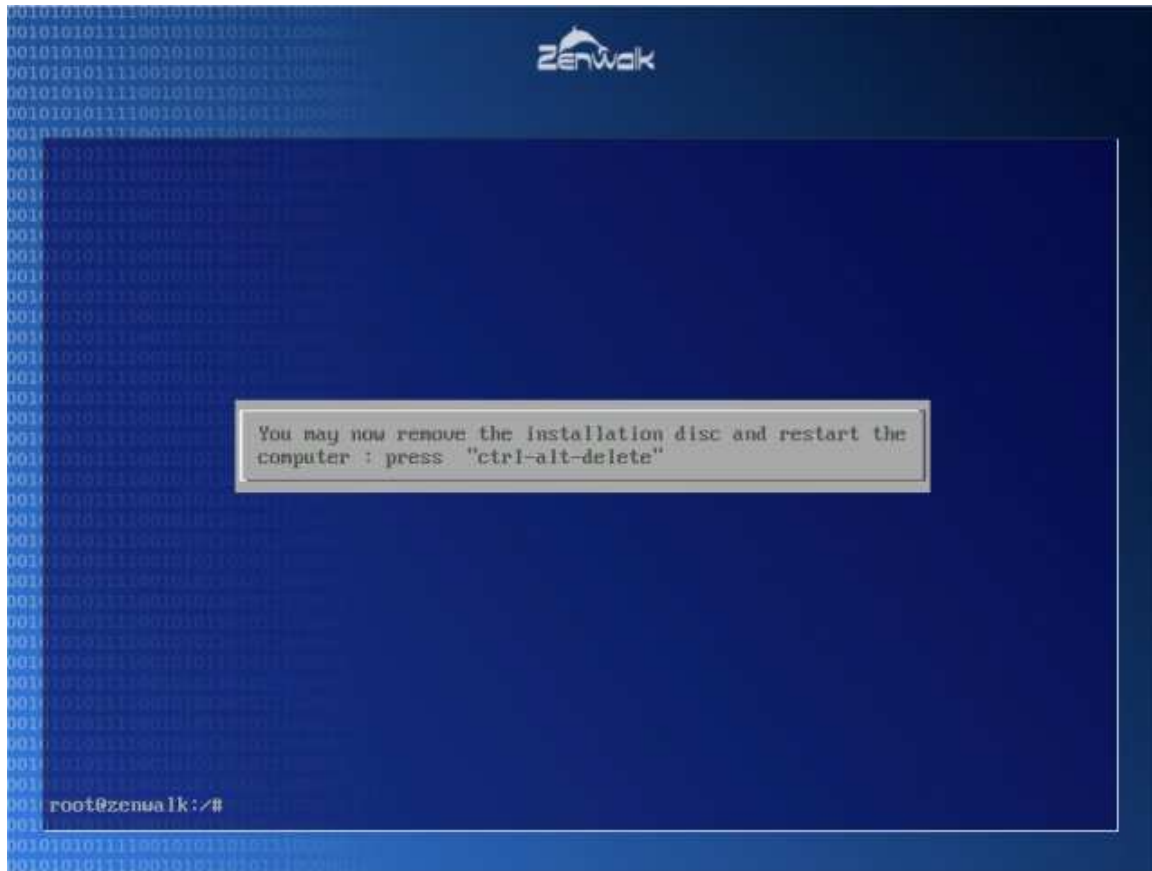 Zenwalk
You may now remove the installation disc and restart the
computer : press "ctrl-alt-delete"
root@zenwalk:/#